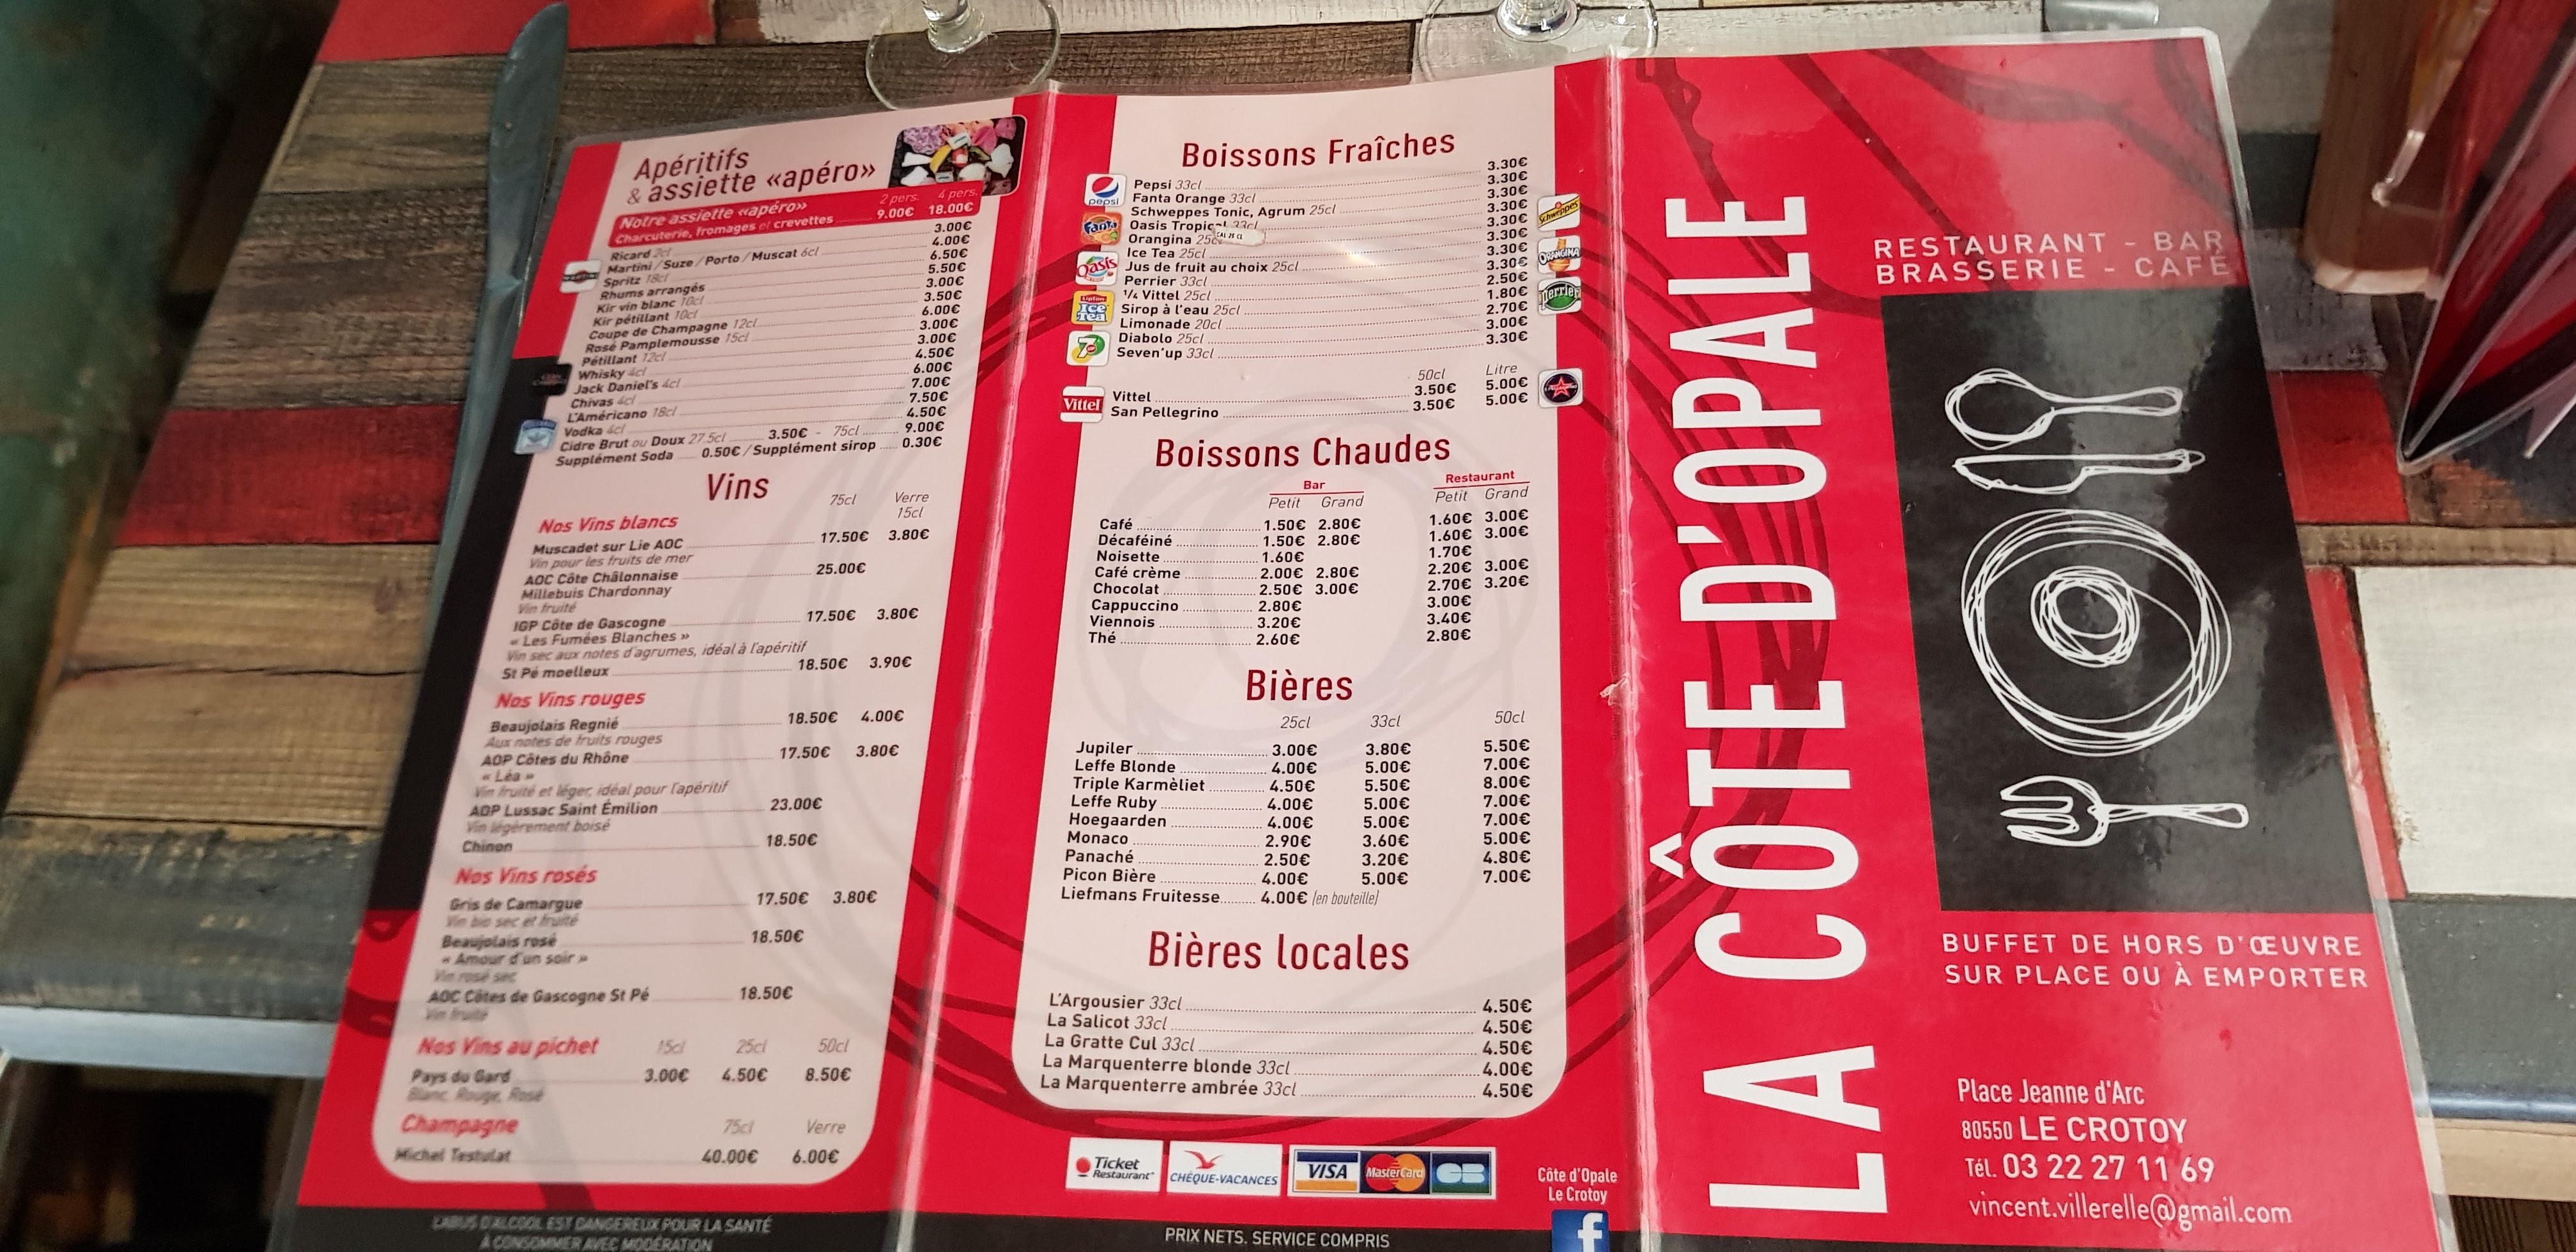 Apéritifs
& assiette «apéro»
Notre assiette «apéro» 2 pers. 4 pers.
Charcuterie, fromages et crevettes 9.00€ 18.00€
Ricard 2cl 3.00€
Martini / Suze / Porto / Muscat 6cl 4.00€
Spritz 18cl 6.50€
Rhums arrangés 5.50€
Kir vin blanc 10cl 3.00€
Kir pétillant 10cl 3.50€
Coupe de Champagne 12cl 6.00€
Rosé Pamplemousse 15cl 3.00€
Pétillant 12cl 3.00€
Whisky 4cl 4.50€
Jack Daniel's 4cl 6.00€
Chivas 4cl 7.00€
L'Américano 18cl 7.50€
Vodka 4cl 4.50€
Cidre Brut ou Doux 27.5cl 3.50€ - 75cl 9.00€
Supplément Soda 0.50€ / Supplément sirop 0.30€
Vins
75cl Verre
15cl
Nos Vins blancs
Muscadet sur Lie AOC 17.50€ 3.80€
Vin pour les fruits de mer
AOC Côte Châlonnaise 25.00€
Millebuis Chardonnay
Vin fruité
IGP Côte de Gascogne 17.50€ 3.80€
« Les Fumées Blanches »
Vin sec aux notes d'agrumes, idéal à l'apéritif
St Pé moelleux 18.50€ 3.90€
Nos Vins rouges
Beaujolais Regnié 18.50€ 4.00€
Aux notes de fruits rouges
AOP Côtes du Rhône 17.50€ 3.80€
« Léa »
Vin fruité et léger, idéal pour l'apéritif
AOP Lussac Saint Émilion 23.00€
Vin légèrement boisé
Chinon 18.50€
Nos Vins rosés
Gris de Camargue 17.50€ 3.80€
Vin bio sec et fruité
Beaujolais rosé 18.50€
« Amour d'un soir »
Vin rosé sec
AOC Côtes de Gascogne St Pé 18.50€
Vin fruité
Nos Vins au pichet 15cl 25cl 50cl
Pays du Gard 3.00€ 4.50€ 8.50€
Blanc, Rouge, Rosé
Champagne 75cl Verre
Michel Testulat 40.00€ 6.00€
L'ABUS D'ALCOOL EST DANGEREUX POUR LA SANTÉ
À CONSOMMER AVEC MODÉRATION
Boissons Fraîches
Pepsi 33cl 3.30€
Fanta Orange 33cl 3.30€
Schweppes Tonic, Agrum 25cl 3.30€
Oasis Tropical 33cl 3.30€
Orangina 25cl 3.30€
Ice Tea 25cl 3.30€
Jus de fruit au choix 25cl 3.30€
Perrier 33cl 3.30€
1/4 Vittel 25cl 2.50€
Sirop à l'eau 25cl 1.80€
Limonade 20cl 2.70€
Diabolo 25cl 3.00€
Seven'up 33cl 3.30€
pepsi
Fanta
Oasis
Lipton
ICE TEA
7
Schweppes
ORANGINA
Perrier
50cl Litre
Vittel
Vittel 3.50€ 5.00€
San Pellegrino 3.50€ 5.00€
Boissons Chaudes
Bar Restaurant
Petit Grand Petit Grand
Café 1.50€ 2.80€ 1.60€ 3.00€
Décaféiné 1.50€ 2.80€ 1.60€ 3.00€
Noisette 1.60€ 1.70€
Café crème 2.00€ 2.80€ 2.20€ 3.00€
Chocolat 2.50€ 3.00€ 2.70€ 3.20€
Cappuccino 2.80€ 3.00€
Viennois 3.20€ 3.40€
Thé 2.60€ 2.80€
Bières
25cl 33cl 50cl
Jupiler 3.00€ 3.80€ 5.50€
Leffe Blonde 4.00€ 5.00€ 7.00€
Triple Karmèliet 4.50€ 5.50€ 8.00€
Leffe Ruby 4.00€ 5.00€ 7.00€
Hoegaarden 4.00€ 5.00€ 7.00€
Monaco 2.90€ 3.60€ 5.00€
Panaché 2.50€ 3.20€ 4.80€
Picon Bière 4.00€ 5.00€ 7.00€
Liefmans Fruitesse 4.00€ (en bouteille)
Bières locales
L'Argousier 33cl 4.50€
La Salicot 33cl 4.50€
La Gratte Cul 33cl 4.50€
La Marquenterre blonde 33cl 4.00€
La Marquenterre ambrée 33cl 4.50€
Ticket
Restaurant
CHÈQUE-VACANCES
VISA
MasterCard
CB
Côte d'Opale
Le Crotoy
f
PRIX NETS. SERVICE COMPRIS
LA CÔTE D'OPALE
RESTAURANT - BAR
BRASSERIE - CAFÉ
BUFFET DE HORS D'ŒUVRE
SUR PLACE OU À EMPORTER
Place Jeanne d'Arc
80550 LE CROTOY
Tél. 03 22 27 11 69
vincent.villerelle@gmail.com